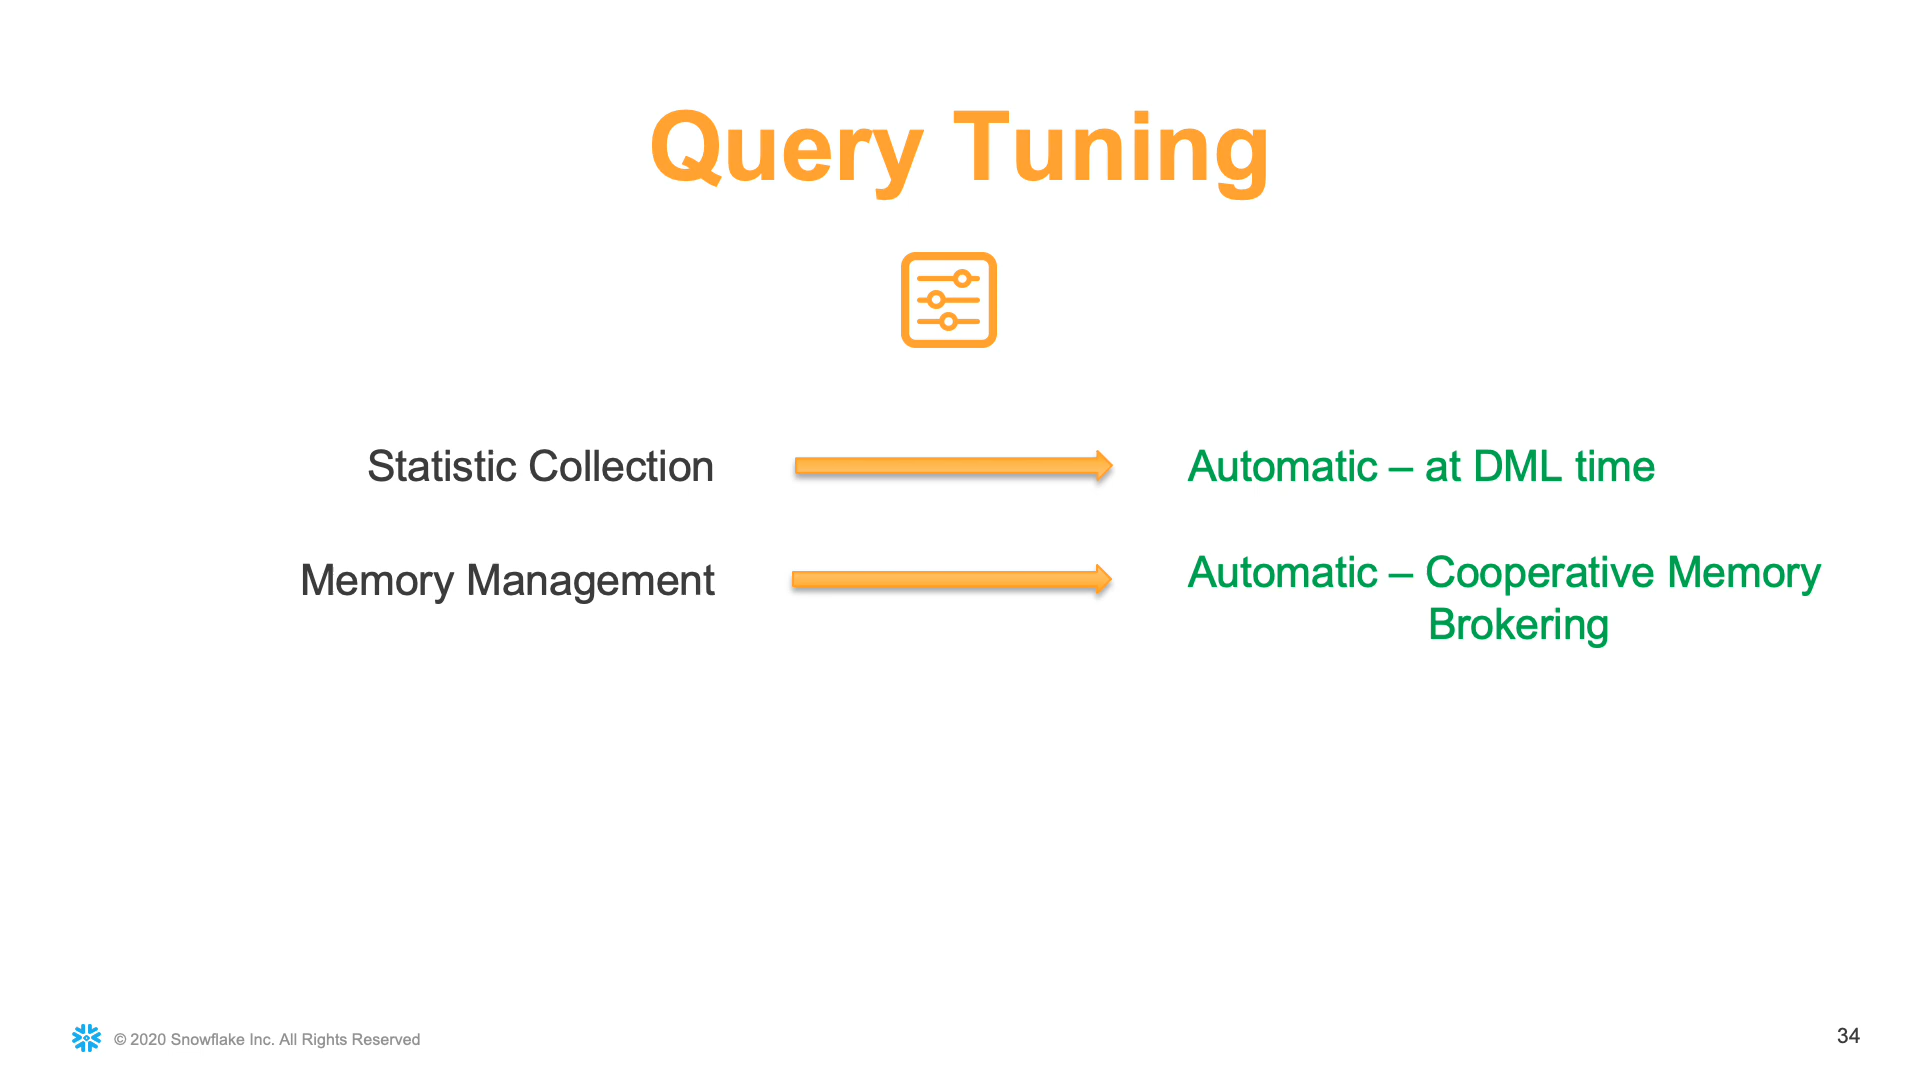 Query Tuning
Statistic Collection
Automatic – at DML time
Memory Management
Automatic – Cooperative Memory
Brokering
© 2020 Snowflake Inc. All Rights Reserved
34